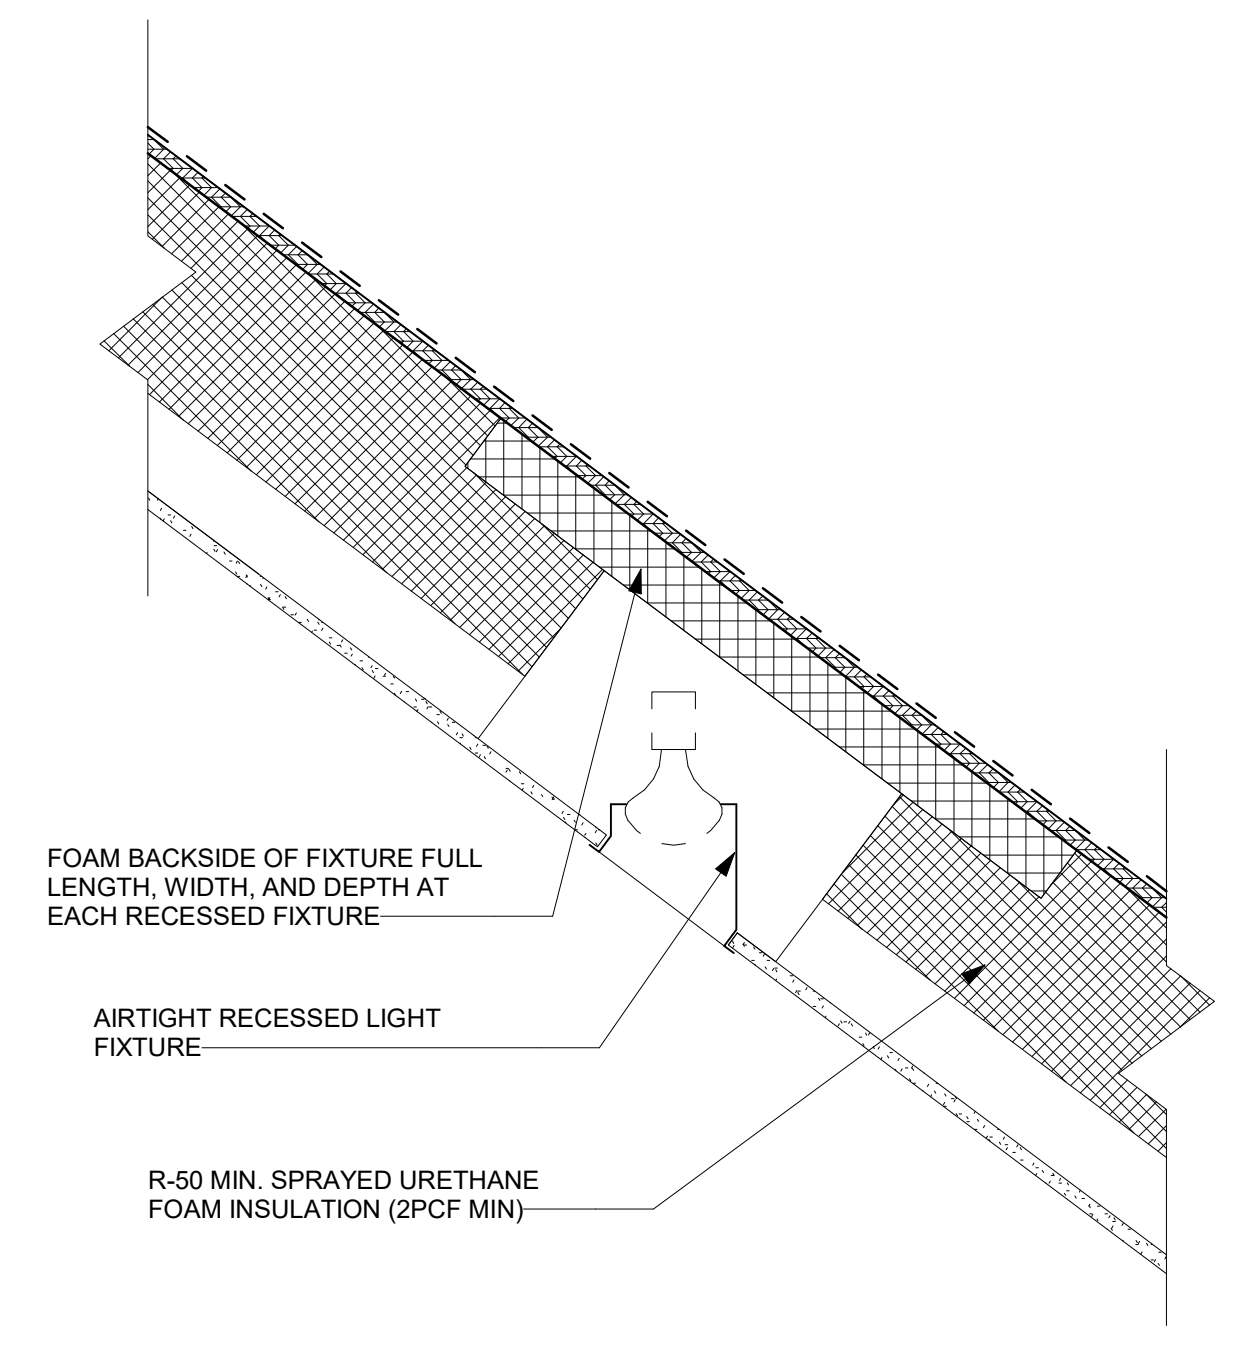 FOAM BACKSIDE OF FIXTURE FULL
LENGTH, WIDTH, AND DEPTH AT
EACH RECESSED FIXTURE
AIRTIGHT RECESSED LIGHT
FIXTURE
R-50 MIN. SPRAYED URETHANE
FOAM INSULATION (2PCF MIN)